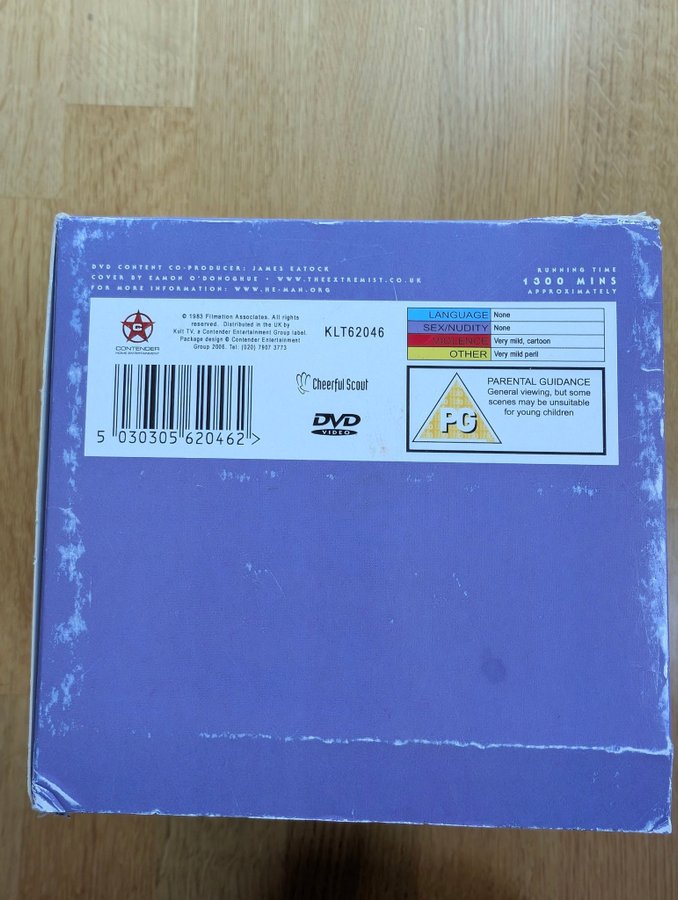 DVD CONTENT CO-PRODUCER: JAMES EATOCK
COVER BY EAMON O'DONOGHUE • WWW.THEEXTREMIST.CO.UK
FOR MORE INFORMATION: WWW.HE-MAN.ORG
RUNNING TIME
1300 MINS
APPROXIMATELY
C
CONTENDER
HOME ENTERTAINMENT
© 1983 Filmation Associates. All rights
reserved. Distributed in the UK by
Kult TV, a Contender Entertainment Group label.
Package design © Contender Entertainment
Group 2006. Tel: (020) 7907 3773
KLT62046
LANGUAGE None
SEX/NUDITY None
VIOLENCE Very mild, cartoon
OTHER Very mild peril
5 030305 620462 >
Cheerful Scout
DVD
VIDEO
PG
PARENTAL GUIDANCE
General viewing, but some
scenes may be unsuitable
for young children